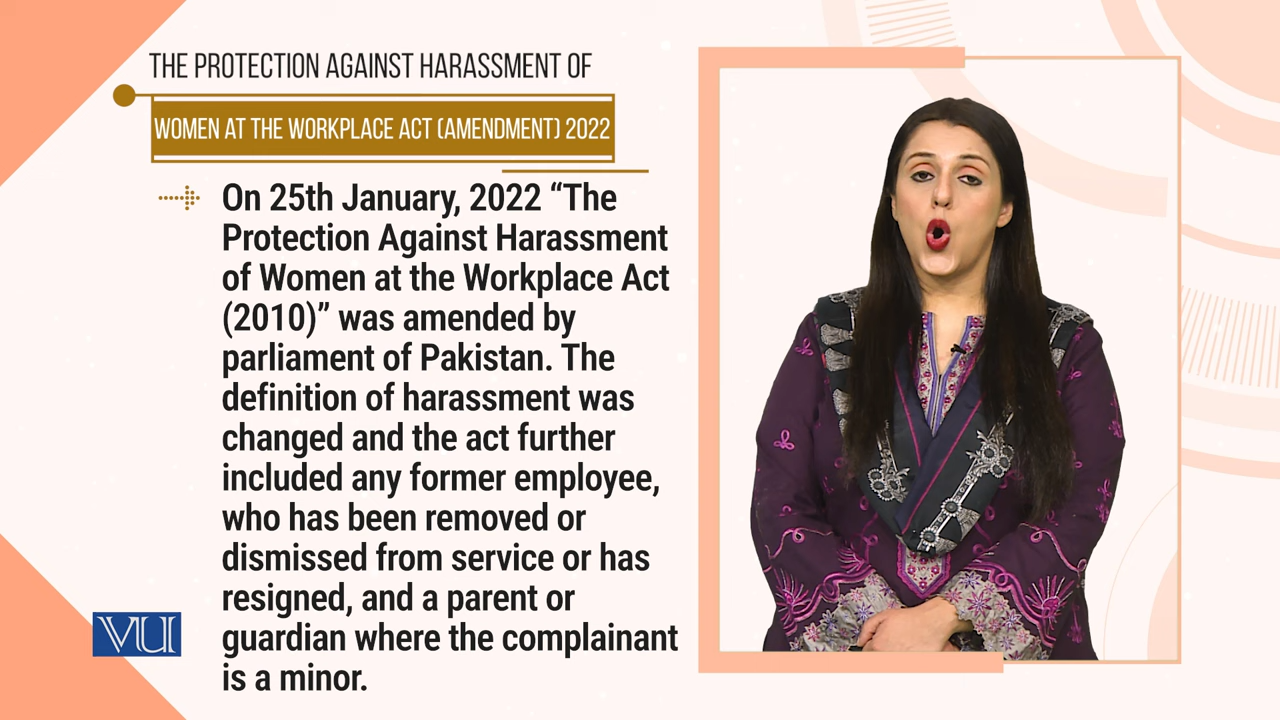 THE PROTECTION AGAINST HARASSMENT OF
WOMEN AT THE WORKPLACE ACT (AMENDMENT) 2022
On 25th January, 2022 “The
Protection Against Harassment
of Women at the Workplace Act
(2010)” was amended by
parliament of Pakistan. The
definition of harassment was
changed and the act further
included any former employee,
who has been removed or
dismissed from service or has
resigned, and a parent or
guardian where the complainant
is a minor.
VU